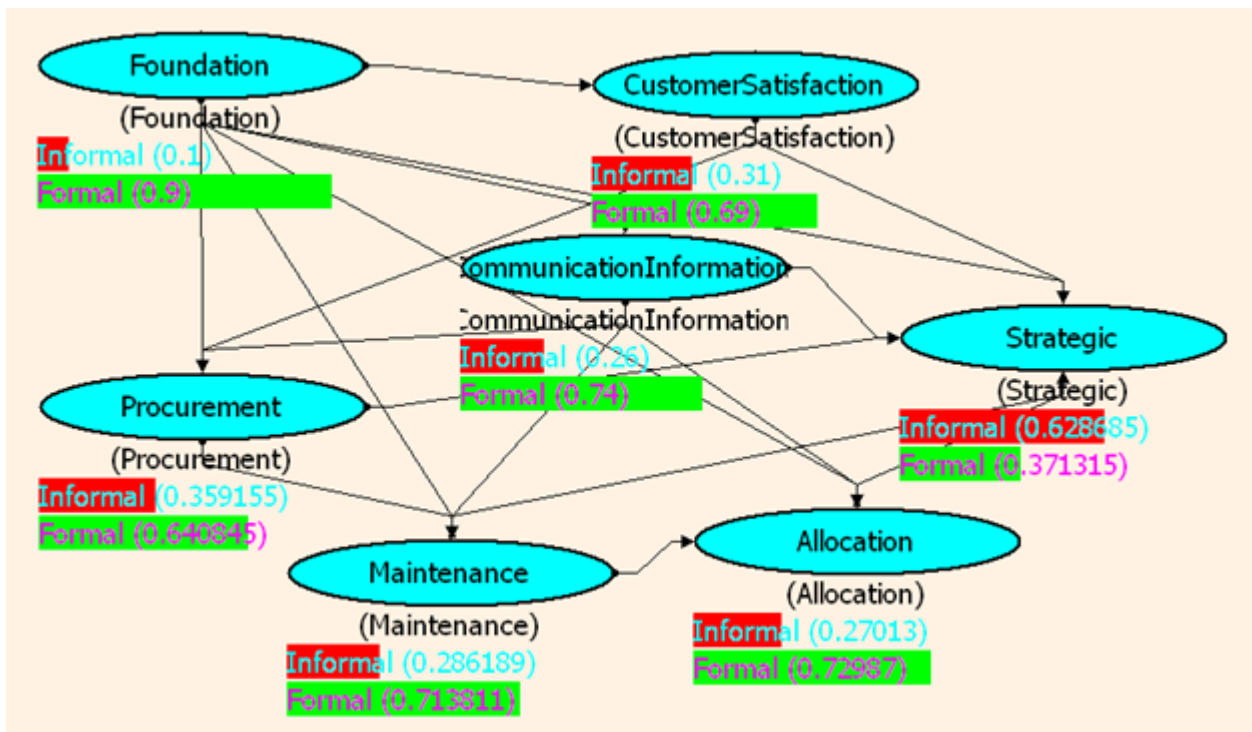 Foundation
(Foundation)
Informal (0.1)
Formal (0.9)
CustomerSatisfaction
(CustomerSatisfaction)
Informal (0.31)
Formal (0.69)
CommunicationInformation
CommunicationInformation
Informal (0.26)
Formal (0.74)
Strategic
(Strategic)
Informal (0.628685)
Formal (0.371315)
Procurement
(Procurement)
Informal (0.359155)
Formal (0.640845)
Maintenance
(Maintenance)
Informal (0.286189)
Formal (0.713811)
Allocation
(Allocation)
Informal (0.27013)
Formal (0.72987)